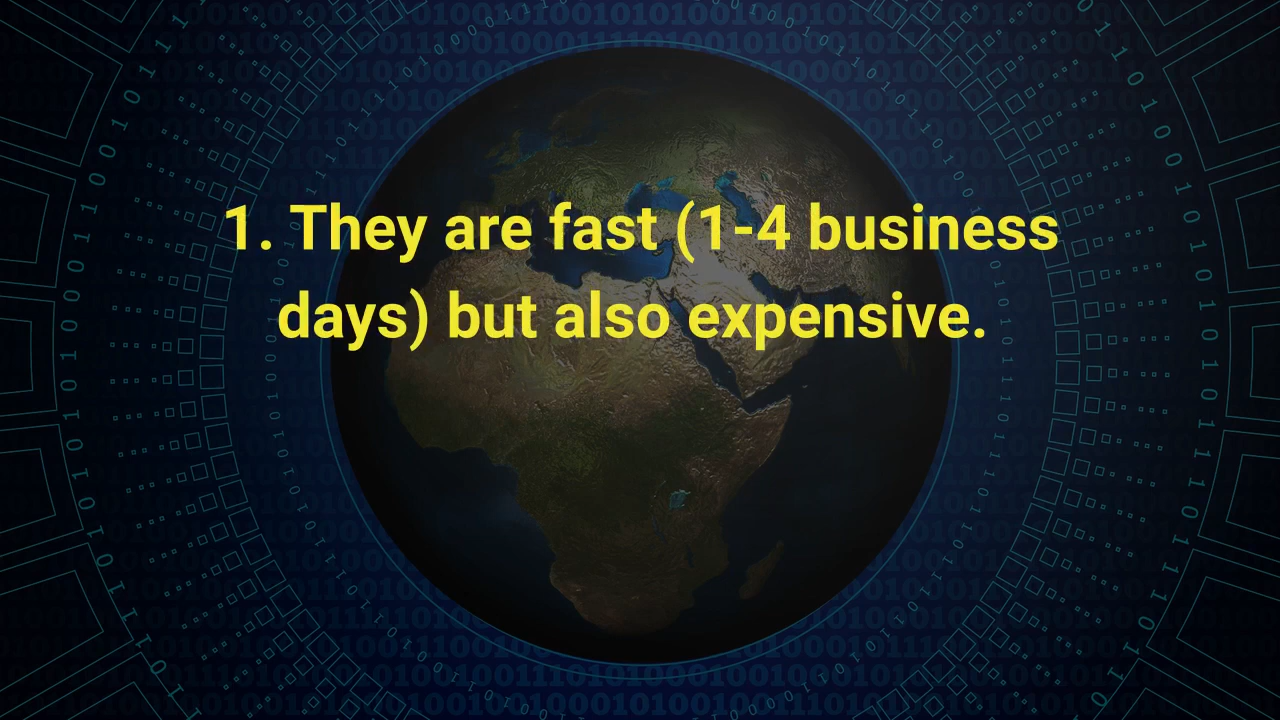 1. They are fast (1-4 business
days) but also expensive.